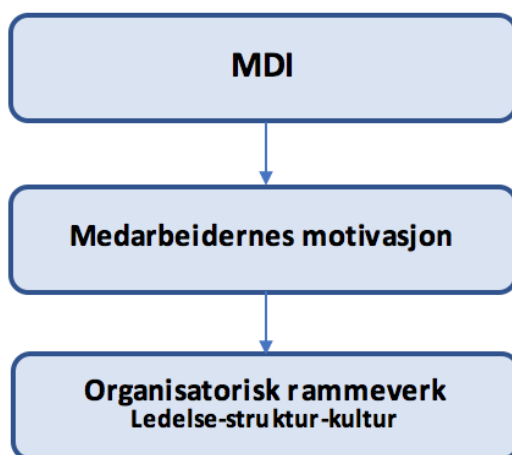 MDI
Medarbeidernes motivasjon
Organisatorisk rammeverk
Ledelse-struktur-kultur